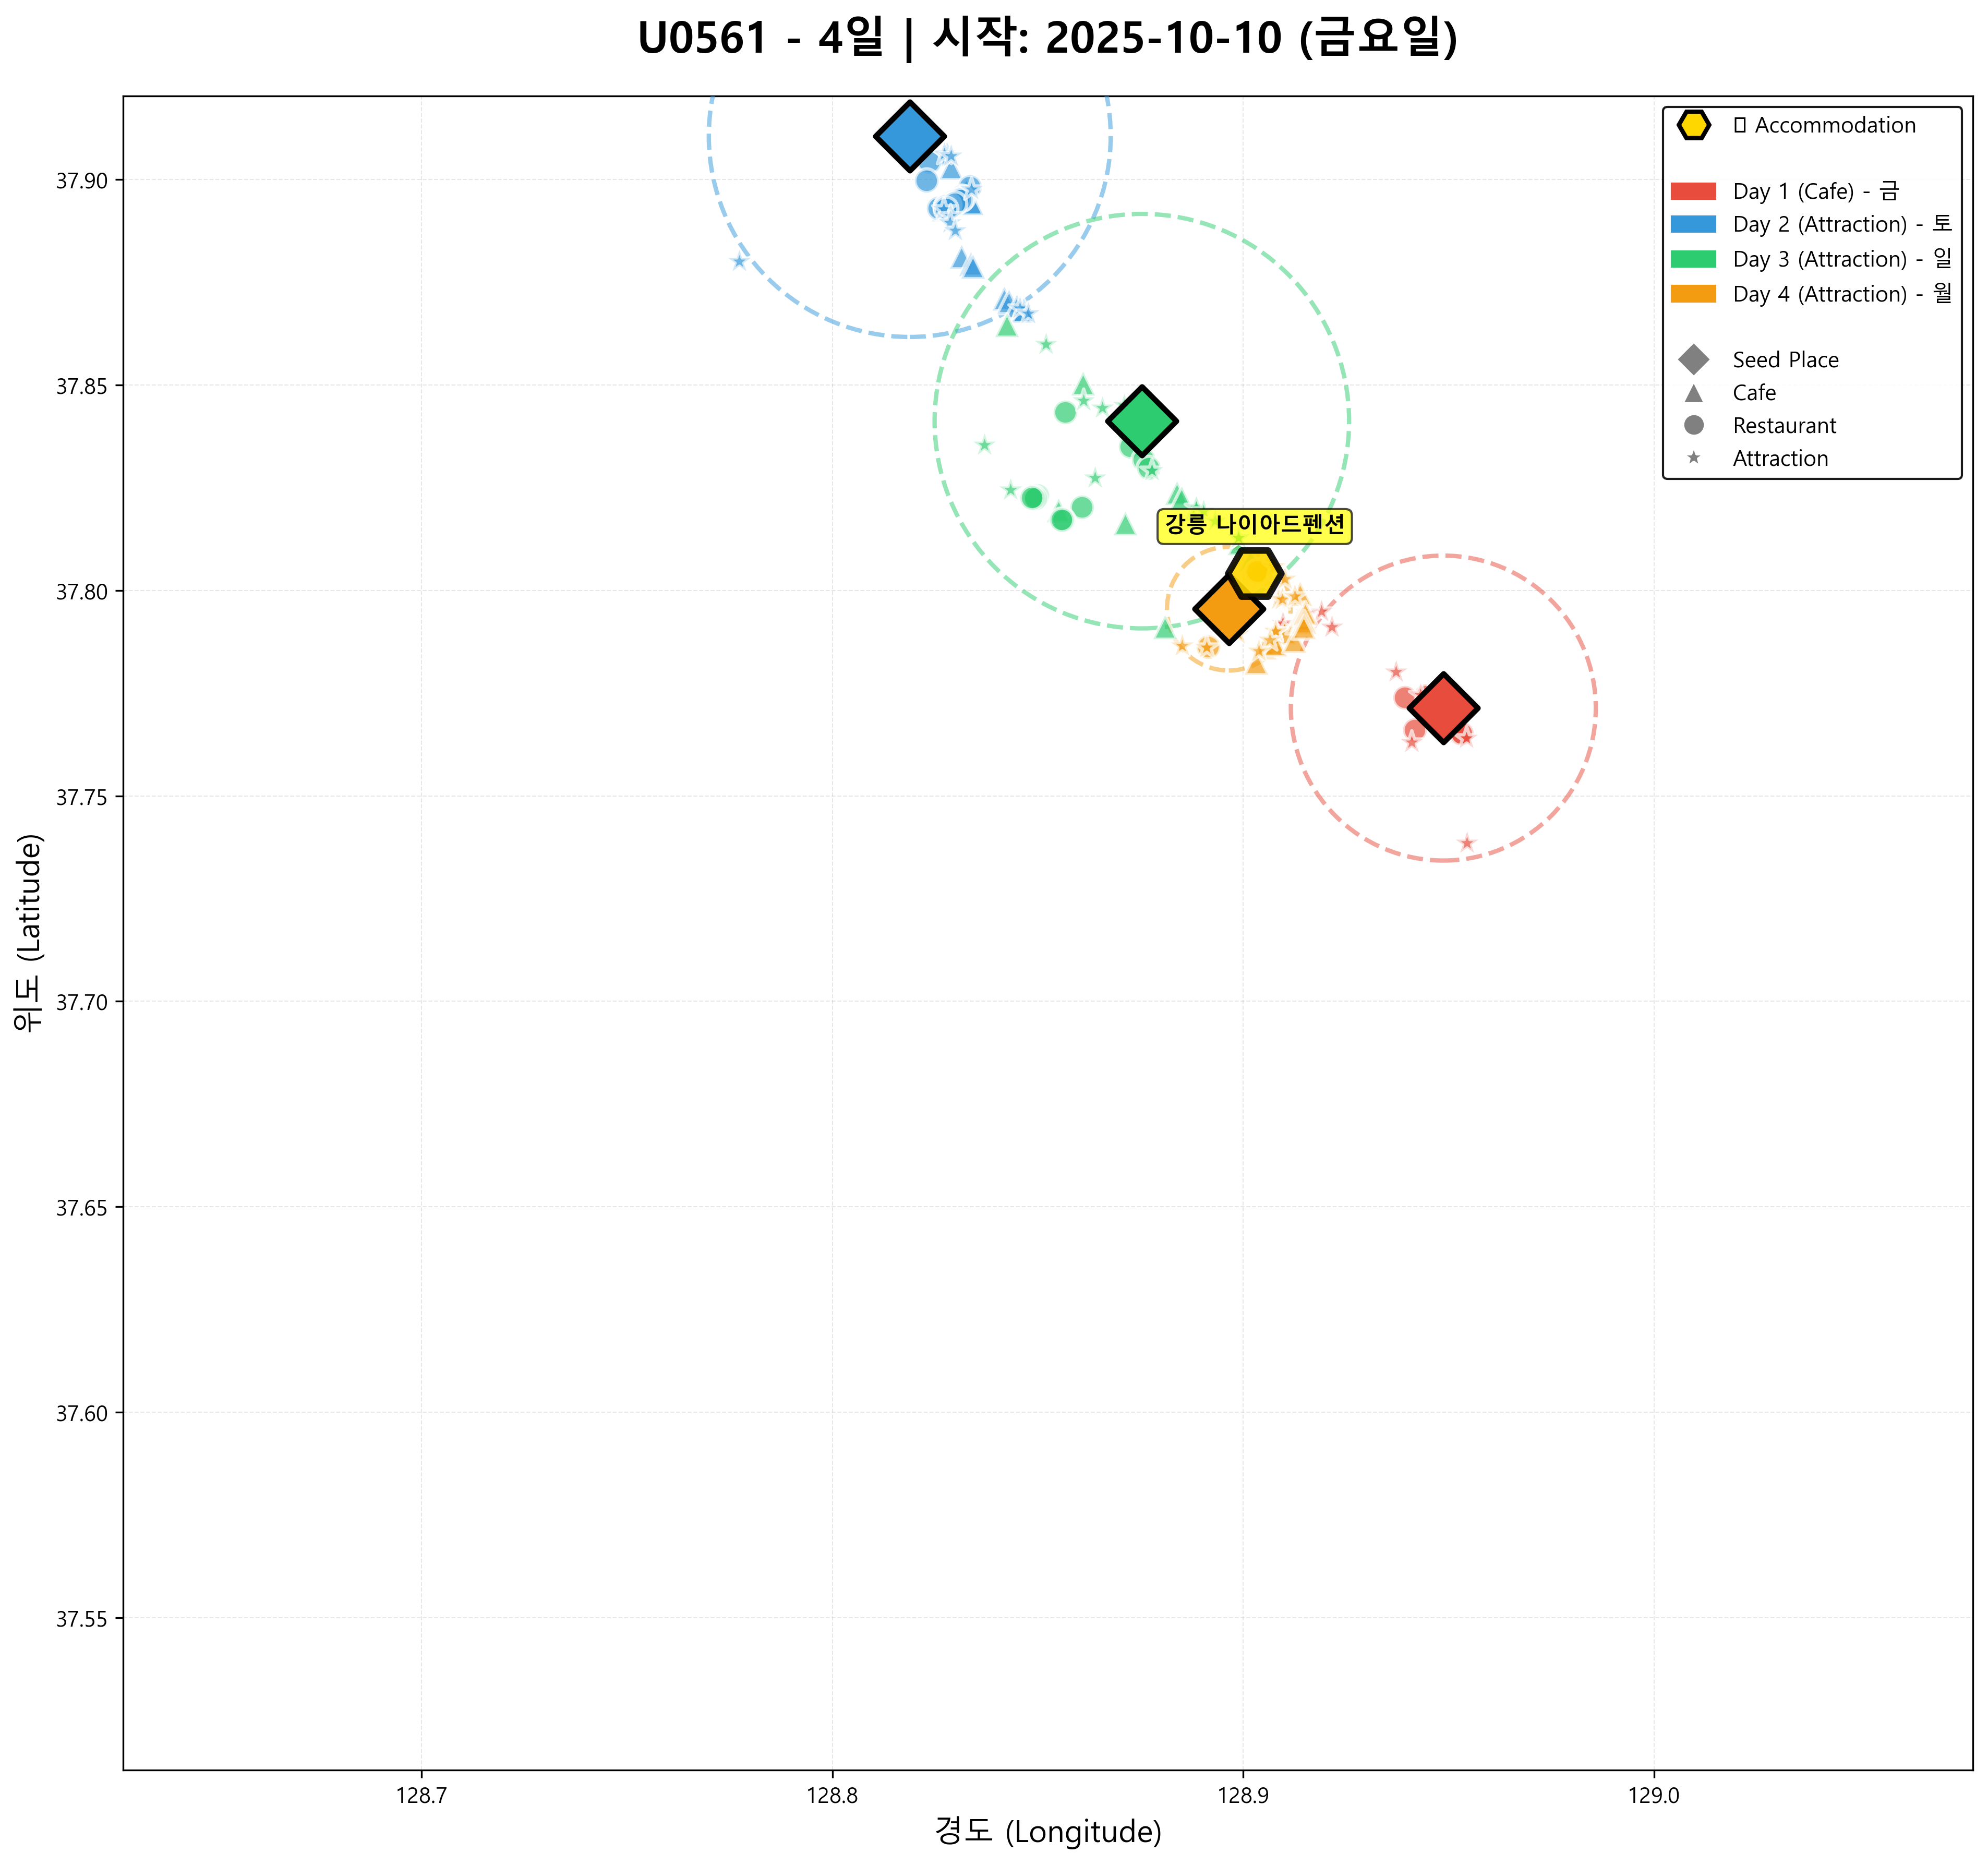 U0561 - 4일 | 시작: 2025-10-10 (금요일)
Accommodation
Day 1 (Cafe) - 금
Day 2 (Attraction) - 토
Day 3 (Attraction) - 일
Day 4 (Attraction) - 월
Seed Place
Cafe
Restaurant
Attraction
강릉 나이아드펜션
위도 (Latitude)
37.90
37.85
37.80
37.75
37.70
37.65
37.60
37.55
128.7
128.8
128.9
129.0
경도 (Longitude)